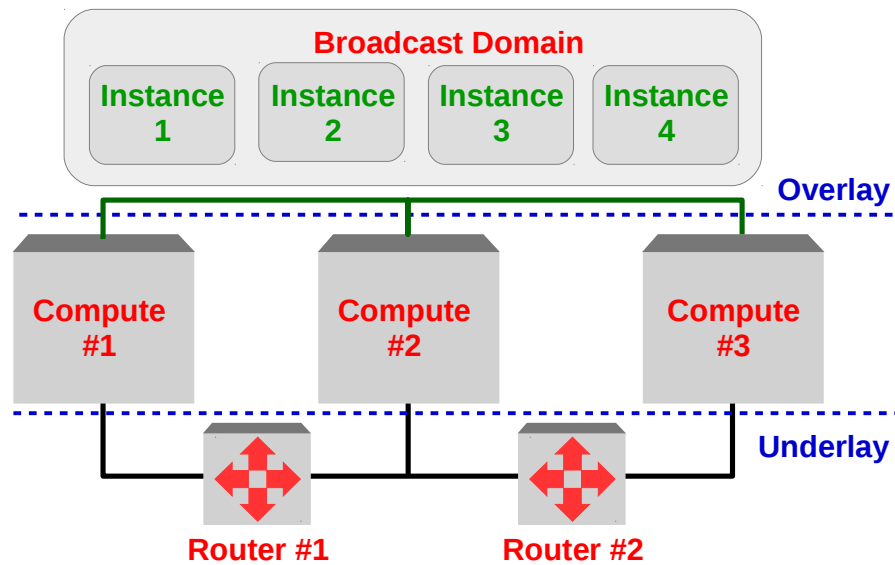 Broadcast Domain
Instance
1
Instance
2
Instance
3
Instance
4
Overlay
Compute
#1
Compute
#2
Compute
#3
Underlay
Router #1
Router #2